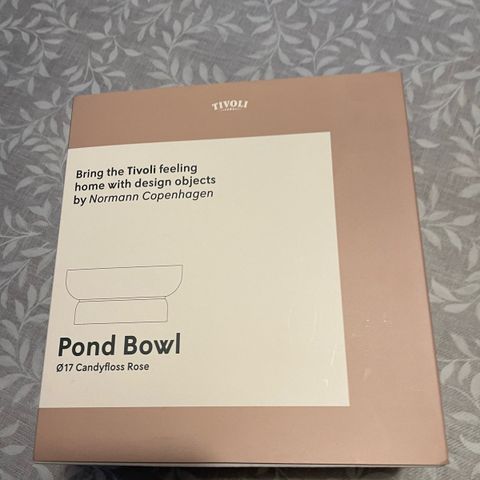 TIVOLI
Bring the Tivoli feeling
home with design objects
by Normann Copenhagen
Pond Bowl
Ø17 Candyfloss Rose